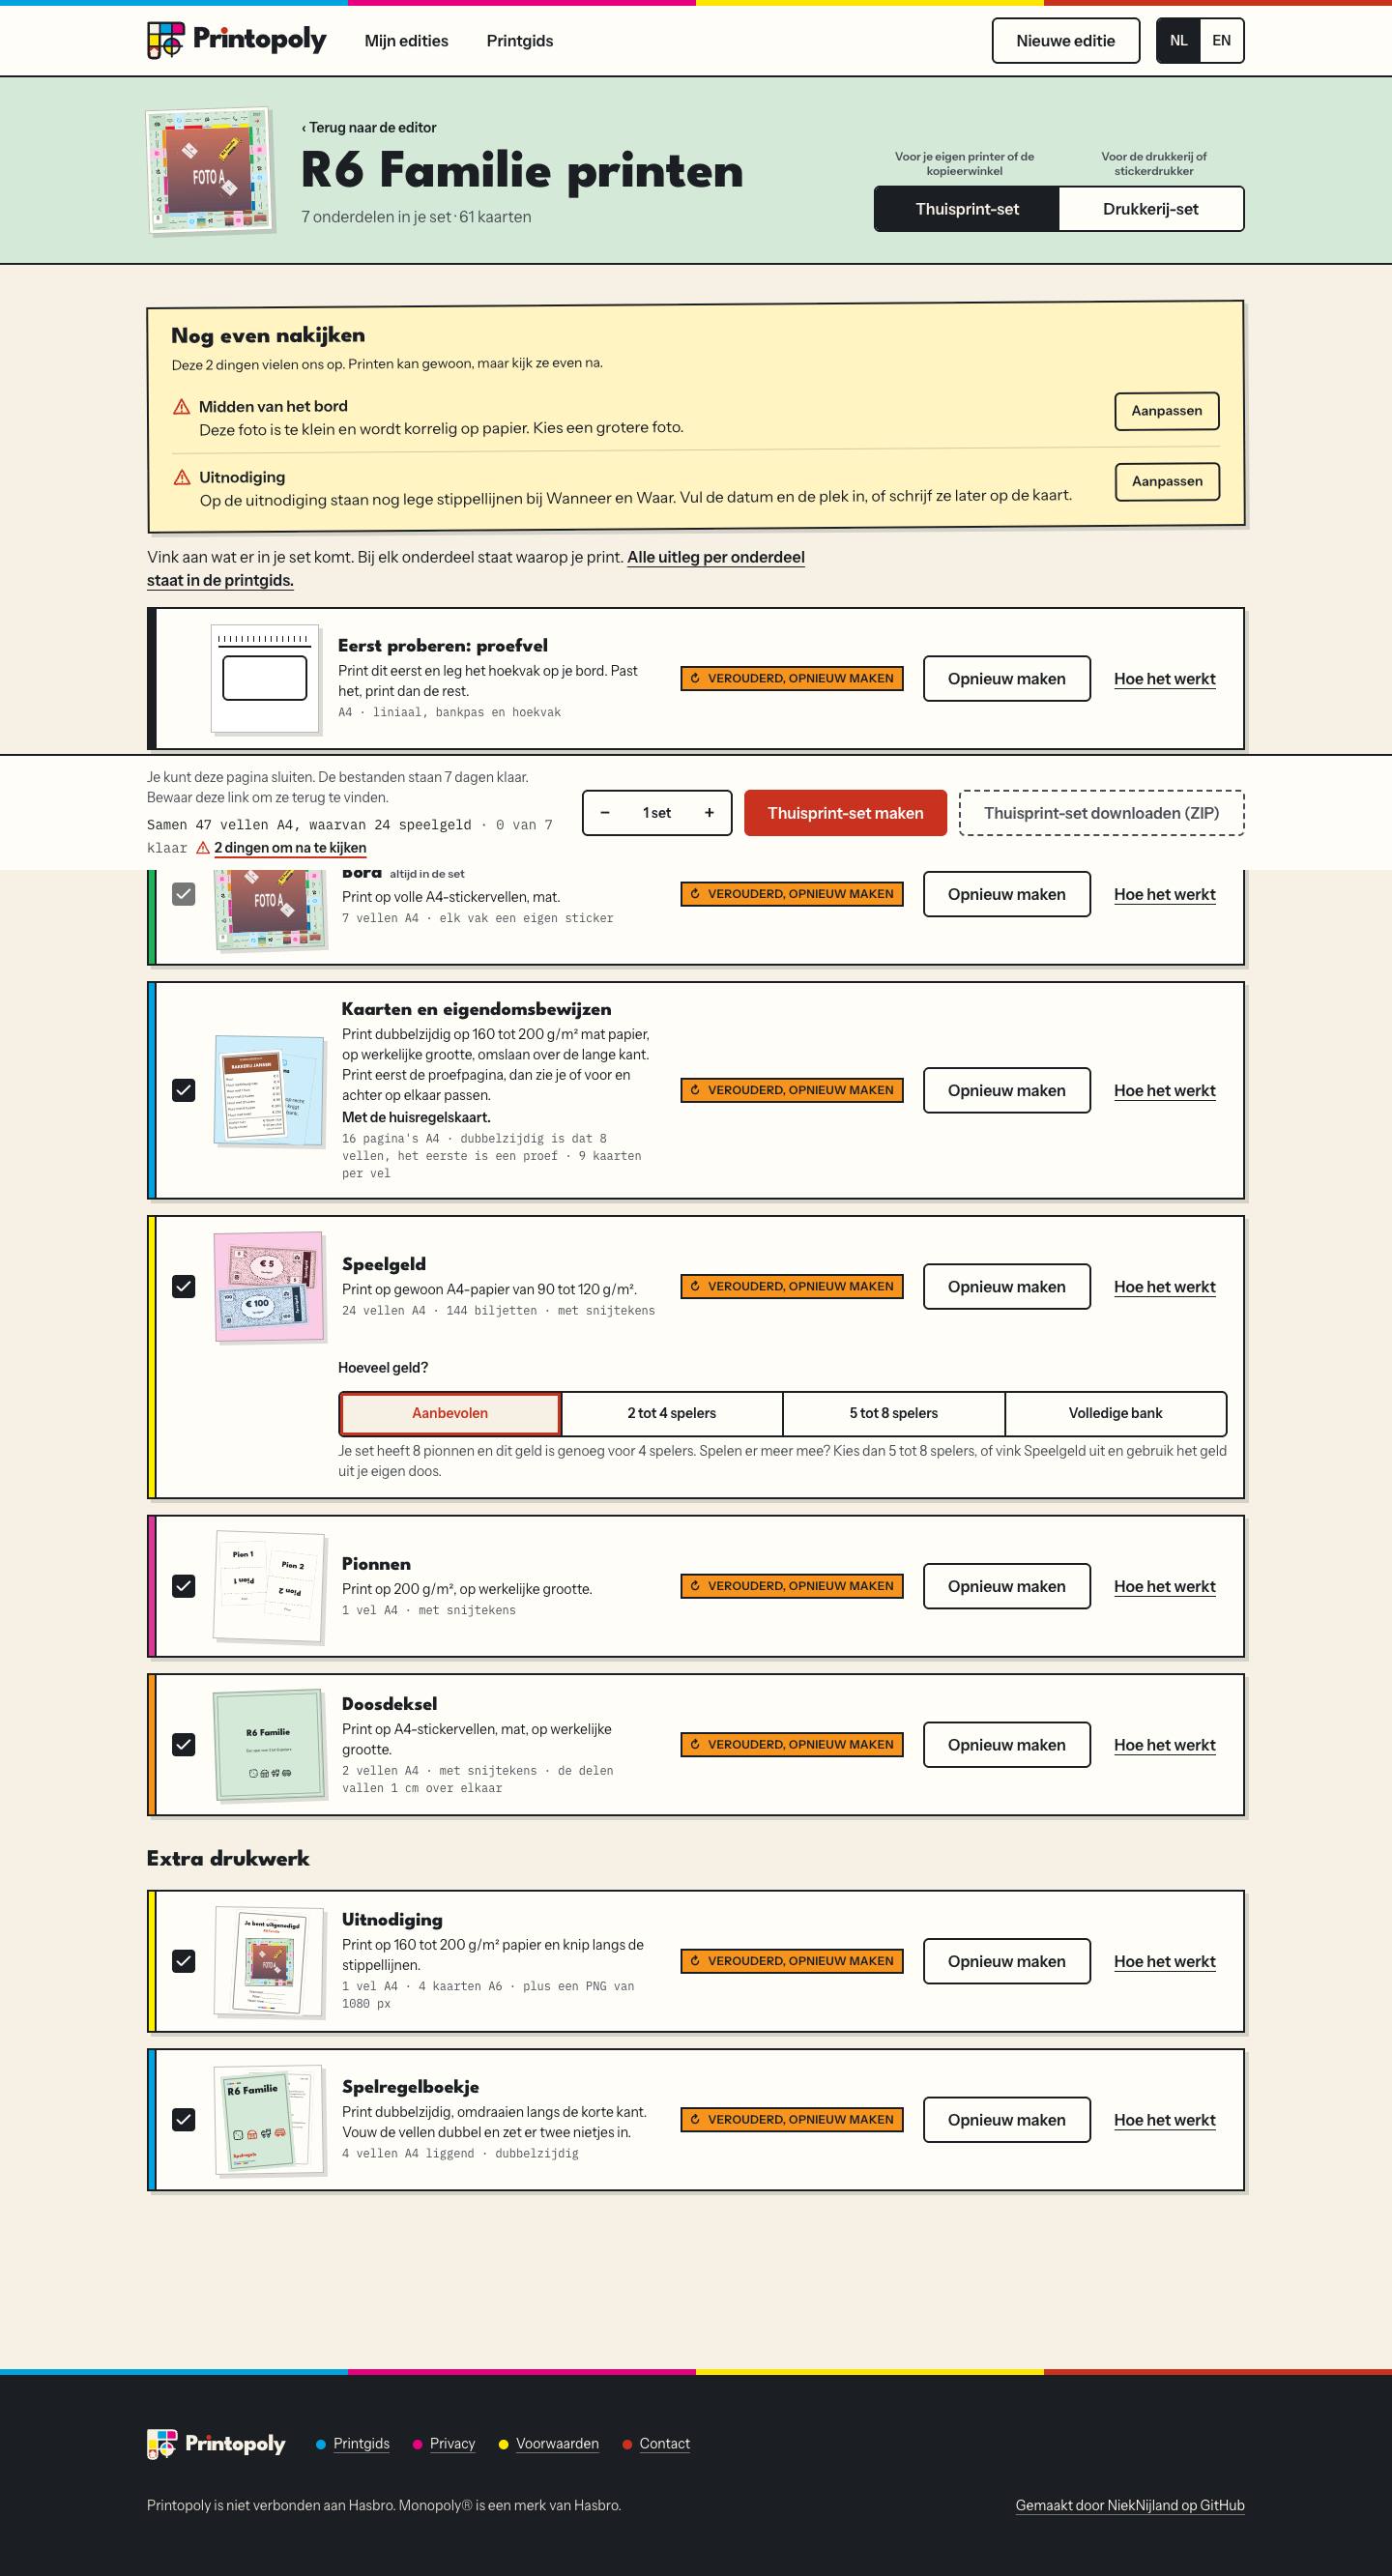 Printopoly
Mijn edities
Printgids
Nieuwe editie
NL
EN
FOTO A
‹ Terug naar de editor
R6 Familie printen
7 onderdelen in je set · 61 kaarten
Voor je eigen printer of de
kopieerwinkel
Voor de drukkerij of
stickerdrukker
Thuisprint-set
Drukkerij-set
Nog even nakijken
Deze 2 dingen vielen ons op. Printen kan gewoon, maar kijk ze even na.
Midden van het bord
Deze foto is te klein en wordt korrelig op papier. Kies een grotere foto.
Aanpassen
Uitnodiging
Op de uitnodiging staan nog lege stippellijnen bij Wanneer en Waar. Vul de datum en de plek in, of schrijf ze later op de kaart.
Aanpassen
Vink aan wat er in je set komt. Bij elk onderdeel staat waarop je print. Alle uitleg per onderdeel
staat in de printgids.
Eerst proberen: proefvel
Print dit eerst en leg het hoekvak op je bord. Past
het, print dan de rest.
A4 · liniaal, bankpas en hoekvak
VEROUDERD, OPNIEUW MAKEN
Opnieuw maken
Hoe het werkt
Je kunt deze pagina sluiten. De bestanden staan 7 dagen klaar.
Bewaar deze link om ze terug te vinden.
Samen 47 vellen A4, waarvan 24 speelgeld · 0 van 7
klaar 2 dingen om na te kijken
− 1 set +
Thuisprint-set maken
Thuisprint-set downloaden (ZIP)
FOTO A
Bord altijd in de set
Print op volle A4-stickervellen, mat.
7 vellen A4 · elk vak een eigen sticker
VEROUDERD, OPNIEUW MAKEN
Opnieuw maken
Hoe het werkt
BAKKERIJ JANSEN
Kaarten en eigendomsbewijzen
Print dubbelzijdig op 160 tot 200 g/m² mat papier,
op werkelijke grootte, omslaan over de lange kant.
Print eerst de proefpagina, dan zie je of voor en
achter op elkaar passen.
Met de huisregelskaart.
16 pagina's A4 · dubbelzijdig is dat 8
vellen, het eerste is een proef · 9 kaarten
per vel
VEROUDERD, OPNIEUW MAKEN
Opnieuw maken
Hoe het werkt
€ 5
€ 100
Speelgeld
Print op gewoon A4-papier van 90 tot 120 g/m².
24 vellen A4 · 144 biljetten · met snijtekens
VEROUDERD, OPNIEUW MAKEN
Opnieuw maken
Hoe het werkt
Hoeveel geld?
Aanbevolen
2 tot 4 spelers
5 tot 8 spelers
Volledige bank
Je set heeft 8 pionnen en dit geld is genoeg voor 4 spelers. Spelen er meer mee? Kies dan 5 tot 8 spelers, of vink Speelgeld uit en gebruik het geld
uit je eigen doos.
Pion 1
Pion 2
Pion 1
Pion 2
Pionnen
Print op 200 g/m², op werkelijke grootte.
1 vel A4 · met snijtekens
VEROUDERD, OPNIEUW MAKEN
Opnieuw maken
Hoe het werkt
R6 Familie
Doosdeksel
Print op A4-stickervellen, mat, op werkelijke
grootte.
2 vellen A4 · met snijtekens · de delen
vallen 1 cm over elkaar
VEROUDERD, OPNIEUW MAKEN
Opnieuw maken
Hoe het werkt
Extra drukwerk
Je bent uitgenodigd
FOTO A
Uitnodiging
Print op 160 tot 200 g/m² papier en knip langs de
stippellijnen.
1 vel A4 · 4 kaarten A6 · plus een PNG van
1080 px
VEROUDERD, OPNIEUW MAKEN
Opnieuw maken
Hoe het werkt
R6 Familie
Spelregels
Spelregelboekje
Print dubbelzijdig, omdraaien langs de korte kant.
Vouw de vellen dubbel en zet er twee nietjes in.
4 vellen A4 liggend · dubbelzijdig
VEROUDERD, OPNIEUW MAKEN
Opnieuw maken
Hoe het werkt
Printopoly
Printgids
Privacy
Voorwaarden
Contact
Printopoly is niet verbonden aan Hasbro. Monopoly® is een merk van Hasbro.
Gemaakt door NiekNijland op GitHub